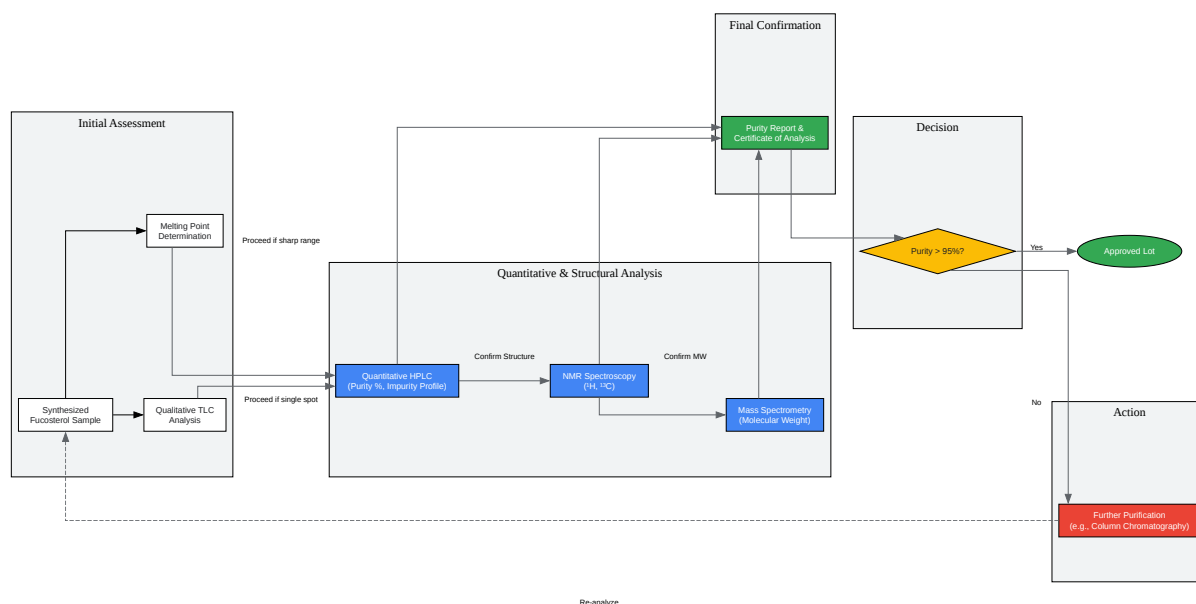 Final Confirmation
Purity Report &
Certificate of Analysis
Initial Assessment
Melting Point
Determination
Synthesized
Fucosterol Sample
Qualitative TLC
Analysis
Proceed if sharp range
Proceed if single spot
Quantitative & Structural Analysis
Quantitative HPLC
(Purity %, Impurity Profile)
Confirm Structure
NMR Spectroscopy
(¹H, ¹³C)
Confirm MW
Mass Spectrometry
(Molecular Weight)
Decision
Purity > 95%?
Yes
Approved Lot
No
Action
Further Purification
(e.g., Column Chromatography)
Re-analyze